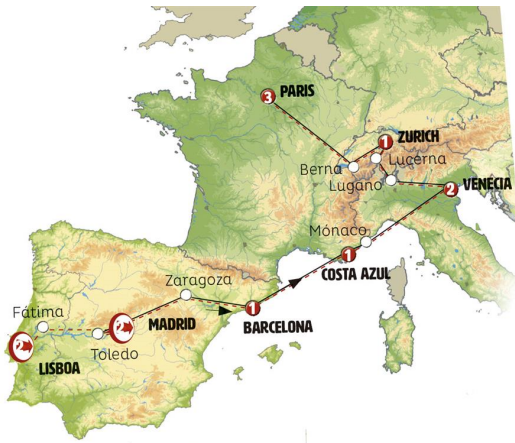 3 PARIS
1 ZURICH
Berna
Lucerna
Lugano
2 VENECIA
Mónaco
1
COSTA AZUL
Zaragoza
Fátima
2 MADRID
1
BARCELONA
2
LISBOA
Toledo